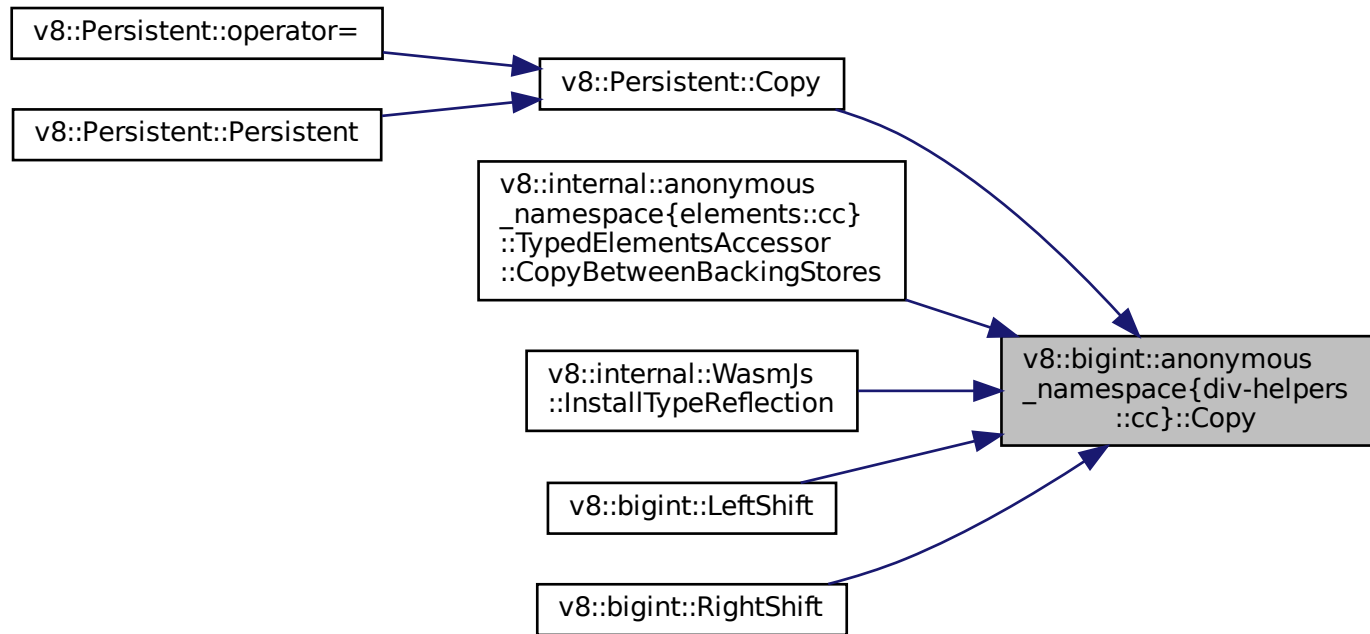 v8::Persistent::operator=
v8::Persistent::Persistent
v8::Persistent::Copy
v8::internal::anonymous
_namespace{elements::cc}
::TypedElementsAccessor
::CopyBetweenBackingStores
v8::internal::WasmJs
::InstallTypeReflection
v8::bigint::LeftShift
v8::bigint::RightShift
v8::bigint::anonymous
_namespace{div-helpers
::cc}::Copy